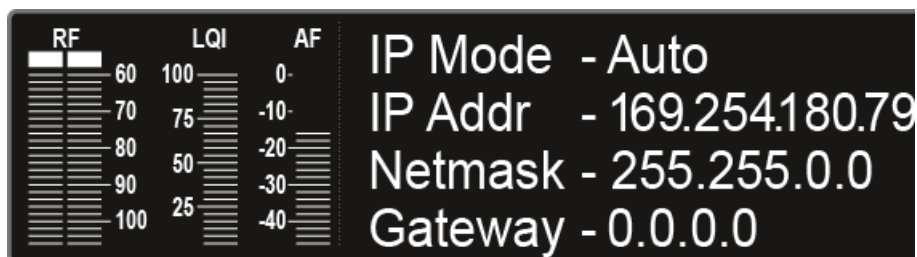 RF LQI AF
60 100 0
70 75 -10
80 50 -20
90 25 -30
100 -40
IP Mode - Auto
IP Addr - 169.254.180.79
Netmask - 255.255.0.0
Gateway - 0.0.0.0